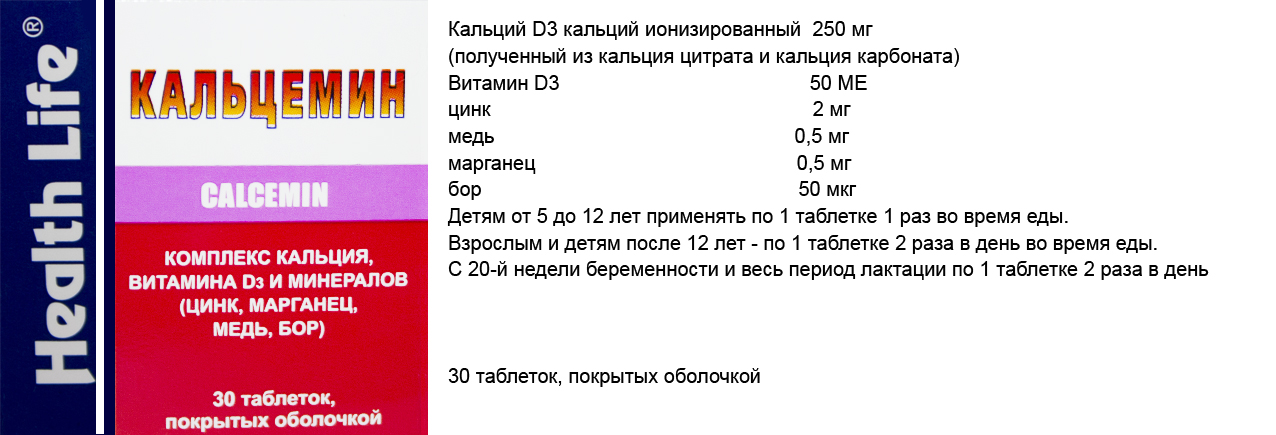 Health Life®
КАЛЬЦЕМИН
CALCEMIN
КОМПЛЕКС КАЛЬЦИЯ,
ВИТАМИНА D3 И МИНЕРАЛОВ
(ЦИНК, МАРГАНЕЦ,
МЕДЬ, БОР)
30 таблеток,
покрытых оболочкой
Кальций D3 кальций ионизированный 250 мг
(полученный из кальция цитрата и кальция карбоната)
Витамин D3 50 МЕ
цинк 2 мг
медь 0,5 мг
марганец 0,5 мг
бор 50 мкг
Детям от 5 до 12 лет применять по 1 таблетке 1 раз во время еды.
Взрослым и детям после 12 лет - по 1 таблетке 2 раза в день во время еды.
С 20-й недели беременности и весь период лактации по 1 таблетке 2 раза в день
30 таблеток, покрытых оболочкой